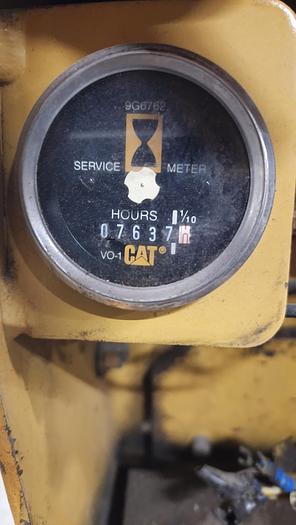 9G6762
SERVICE METER
HOURS 1/10
07637
VO-1 CAT®